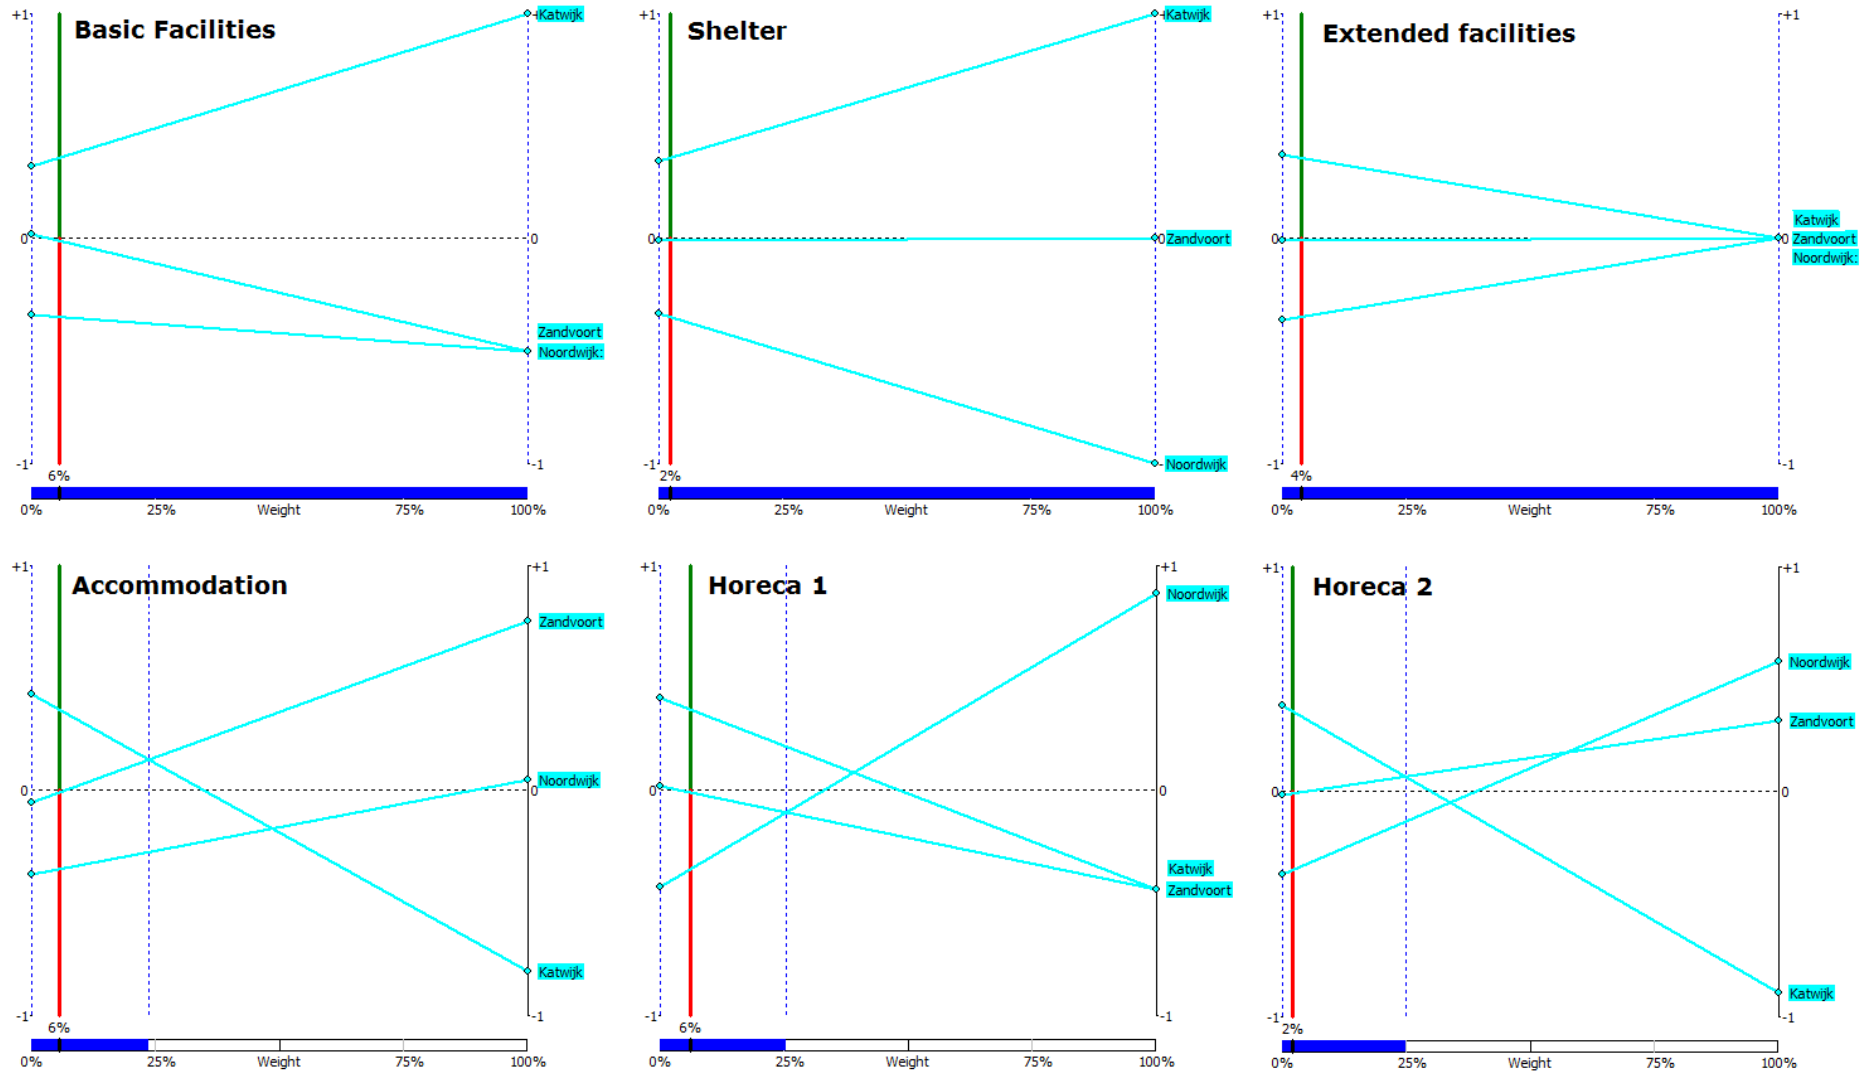 Basic Facilities
+1
Katwijk
0
0
Zandvoort
Noordwijk:
-1
-1
6%
0%
25%
Weight
75%
100%
Shelter
+1
Katwijk
0
0
Zandvoort
-1
Noordwijk
2%
0%
25%
Weight
75%
100%
Extended facilities
+1
+1
Katwijk
0
0
Zandvoort
Noordwijk:
-1
-1
4%
0%
25%
Weight
75%
100%
Accommodation
+1
+1
Zandvoort
Noordwijk
0
0
Katwijk
-1
-1
6%
0%
25%
Weight
75%
100%
Horeca 1
+1
+1
Noordwijk
0
0
Katwijk
Zandvoort
-1
-1
6%
0%
25%
Weight
75%
100%
Horeca 2
+1
+1
Noordwijk
Zandvoort
0
0
Katwijk
-1
-1
2%
0%
25%
Weight
75%
100%